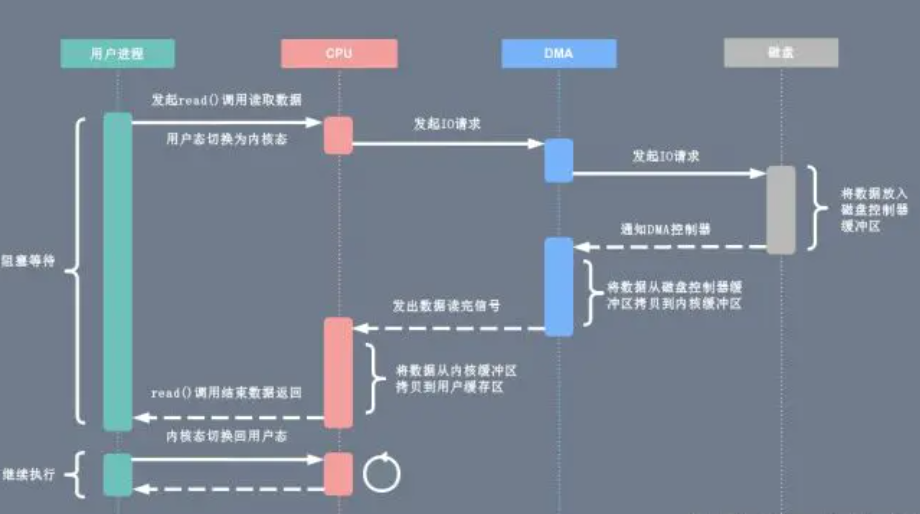 用户进程
CPU
DMA
磁盘
发起read()调用读取数据
用户态切换为内核态
发起IO请求
发起IO请求
将数据放入
磁盘控制器
缓冲区
通知DMA控制器
阻塞等待
将数据从磁盘控制器缓
冲区拷贝到内核缓冲区
发出数据读完信号
将数据从内核缓冲区
拷贝到用户缓存区
read()调用结束数据返回
内核态切换回用户态
继续执行